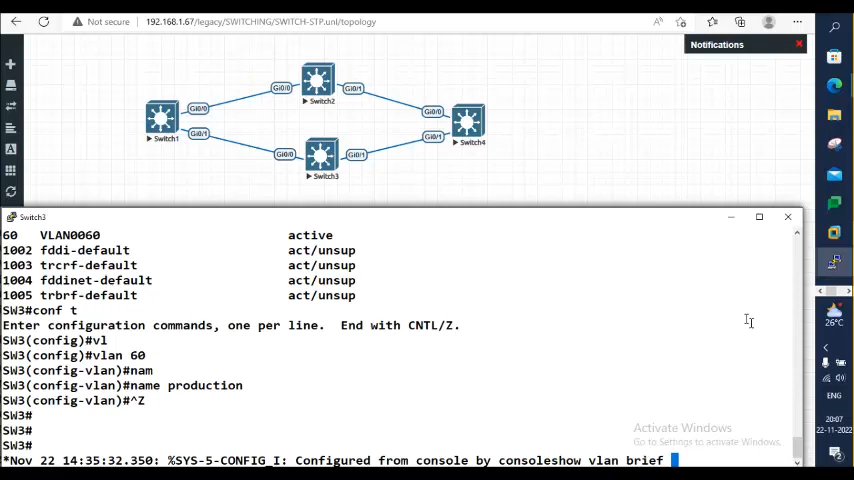 Not secure | 192.168.1.67/legacy/SWITCHING/SWITCH-STP.unl/topology
Notifications
Switch2
Gi0/0
Gi0/1
Gi0/0
Gi0/0
Switch1
Gi0/1
Switch4
Gi0/1
Gi0/0
Gi0/1
Switch3
Switch3
60 VLAN0060 active
1002 fddi-default act/unsup
1003 trcrf-default act/unsup
1004 fddinet-default act/unsup
1005 trbrf-default act/unsup
SW3#conf t
Enter configuration commands, one per line. End with CNTL/Z.
SW3(config)#vl
SW3(config)#vlan 60
SW3(config-vlan)#nam
SW3(config-vlan)#name production
SW3(config-vlan)#^Z
SW3#
SW3#
SW3#
*Nov 22 14:35:32.350: %SYS-5-CONFIG_I: Configured from console by consoleshow vlan brief
Activate Windows
Go to Settings to activate Windows.
26°C
ENG
20:07
22-11-2022
2